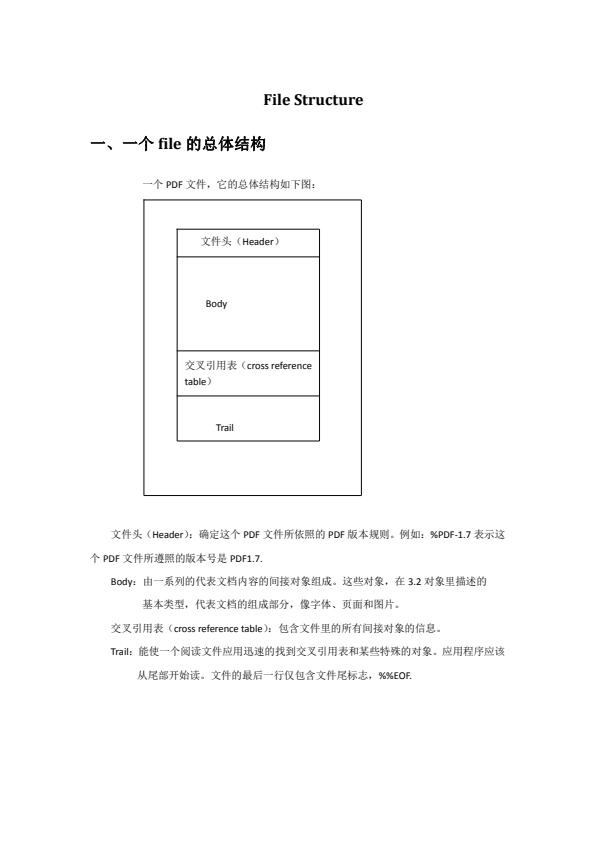 File Structure
一、一个 file 的总体结构
一个 PDF 文件，它的总体结构如下图：
文件头（Header）
Body
交叉引用表（cross reference
table）
Trail
文件头（Header）：确定这个 PDF 文件所依照的 PDF 版本规则。例如：%PDF-1.7 表示这
个 PDF 文件所遵照的版本号是 PDF1.7.
Body：由一系列的代表文档内容的间接对象组成。这些对象，在 3.2 对象里描述的
基本类型，代表文档的组成部分，像字体、页面和图片。
交叉引用表（cross reference table）：包含文件里的所有间接对象的信息。
Trail：能使一个阅读文件应用迅速的找到交叉引用表和某些特殊的对象。应用程序应该
从尾部开始读。文件的最后一行仅包含文件尾标志，%%EOF.